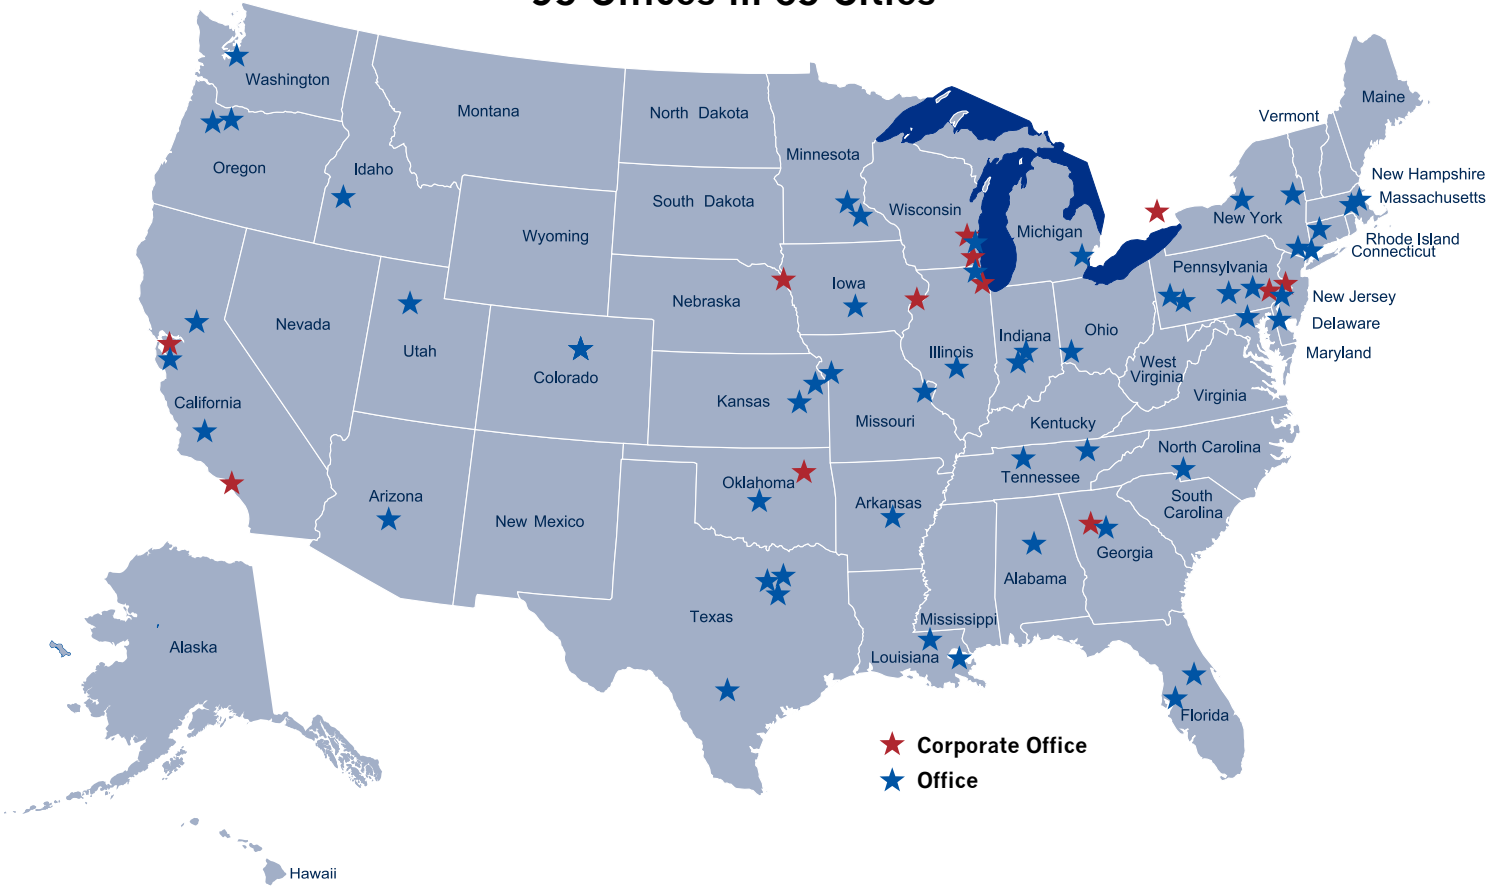 Offices in Cities
Washington
Montana
North Dakota
Minnesota
Oregon
Idaho
South Dakota
Wisconsin
Michigan
Vermont
Maine
New Hampshire
Massachusetts
New York
Rhode Island
Connecticut
Wyoming
Pennsylvania
Iowa
Nebraska
New Jersey
Nevada
Delaware
Utah
Colorado
Illinois
Indiana
Ohio
Maryland
West
Virginia
Virginia
California
Kansas
Missouri
Kentucky
North Carolina
Tennessee
Oklahoma
Arizona
New Mexico
Arkansas
South
Carolina
Georgia
Alabama
Texas
Mississippi
Louisiana
Alaska
Florida
Corporate Office
Office
Hawaii